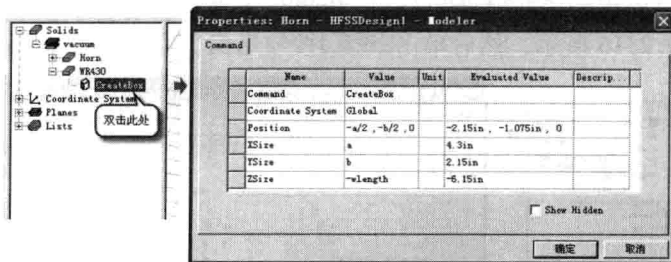 Solids
vacuum
Horn
WR430
CreateBox
Coordinate System
Planes
Lists
双击此处
Properties: Horn - HFSSDesign1 - Modeler
Command
Name Value Unit Evaluated Value Descrip...
Command CreateBox
Coordinate System Global
Position -a/2 ,-b/2 ,0 -2.15in , -1.075in , 0
XSize a 4.3in
YSize b 2.15in
ZSize -wlength -6.15in
Show Hidden
确定 取消